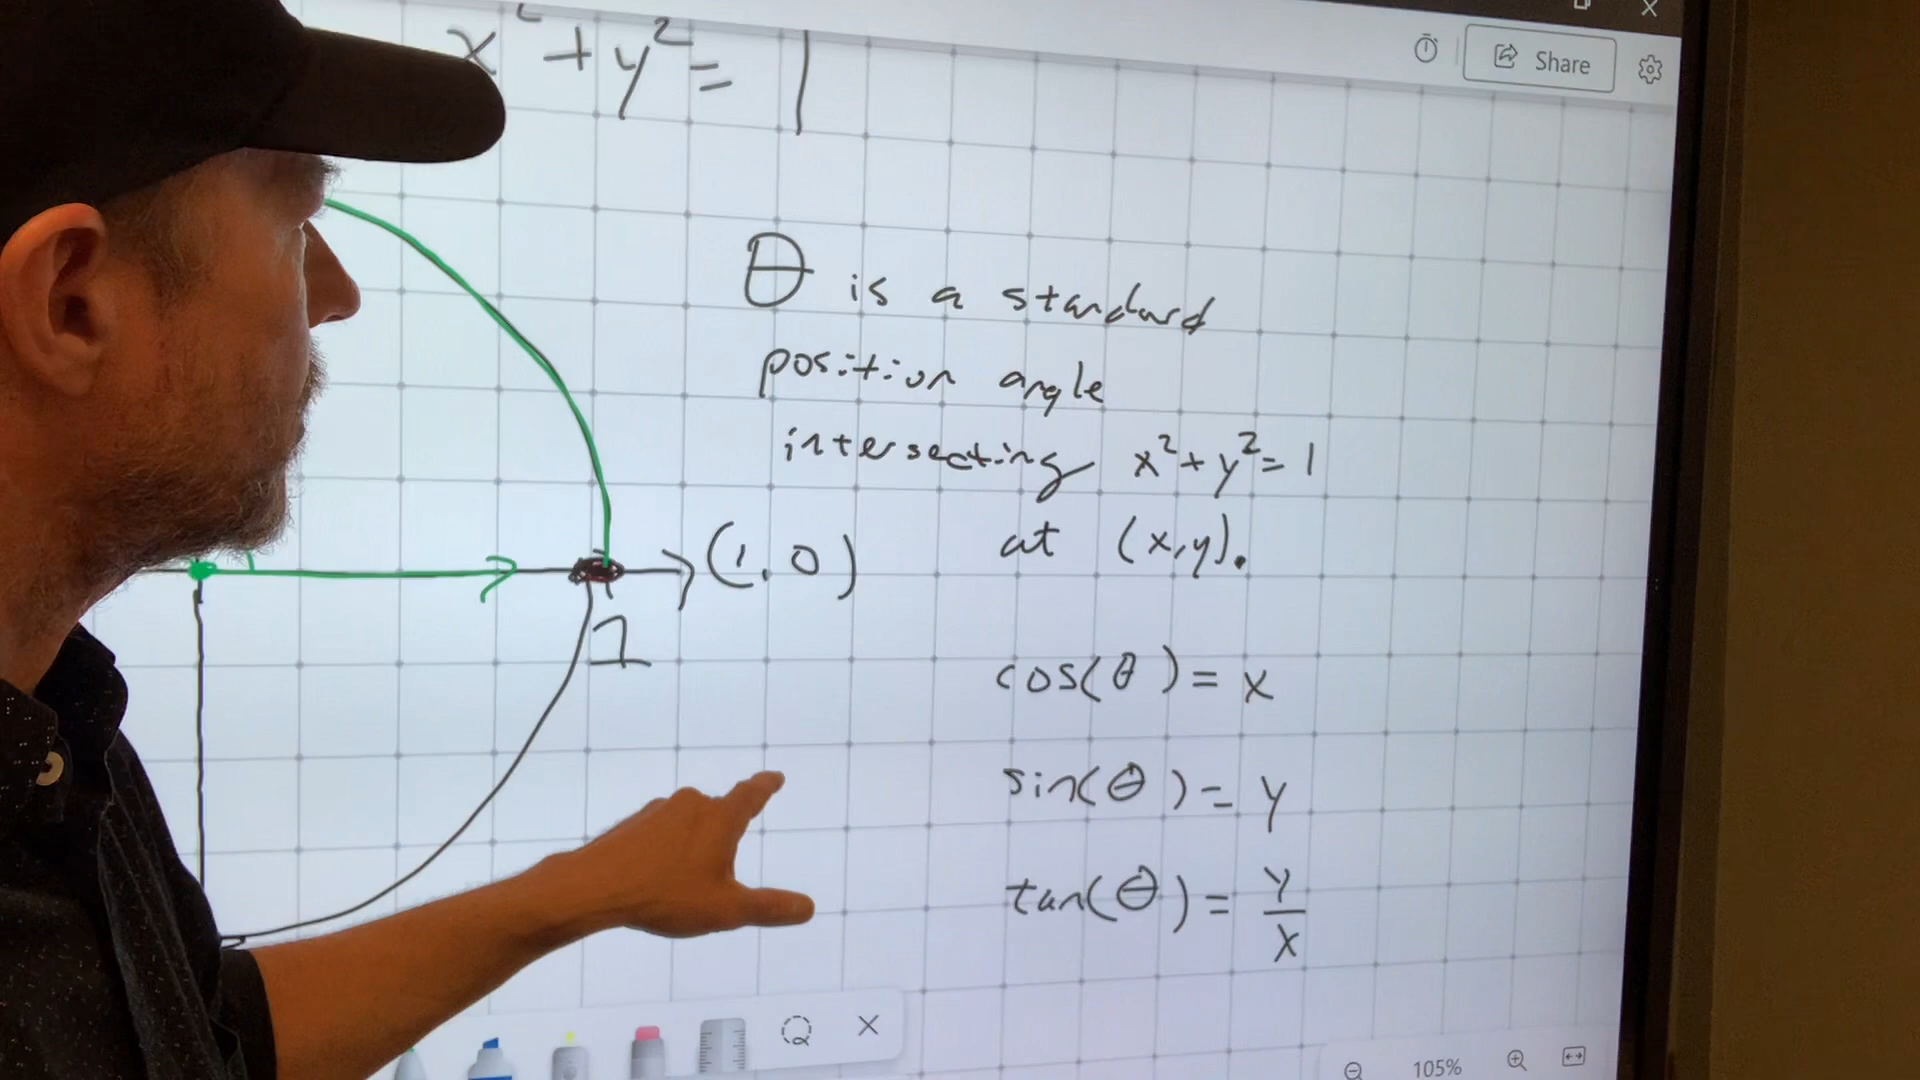 x² + y² = 1
Share
θ is a standard
position angle
intersecting x² + y² = 1
at (x, y).
(1, 0)
1
cos(θ) = x
sin(θ) = y
tan(θ) = y/x
105%